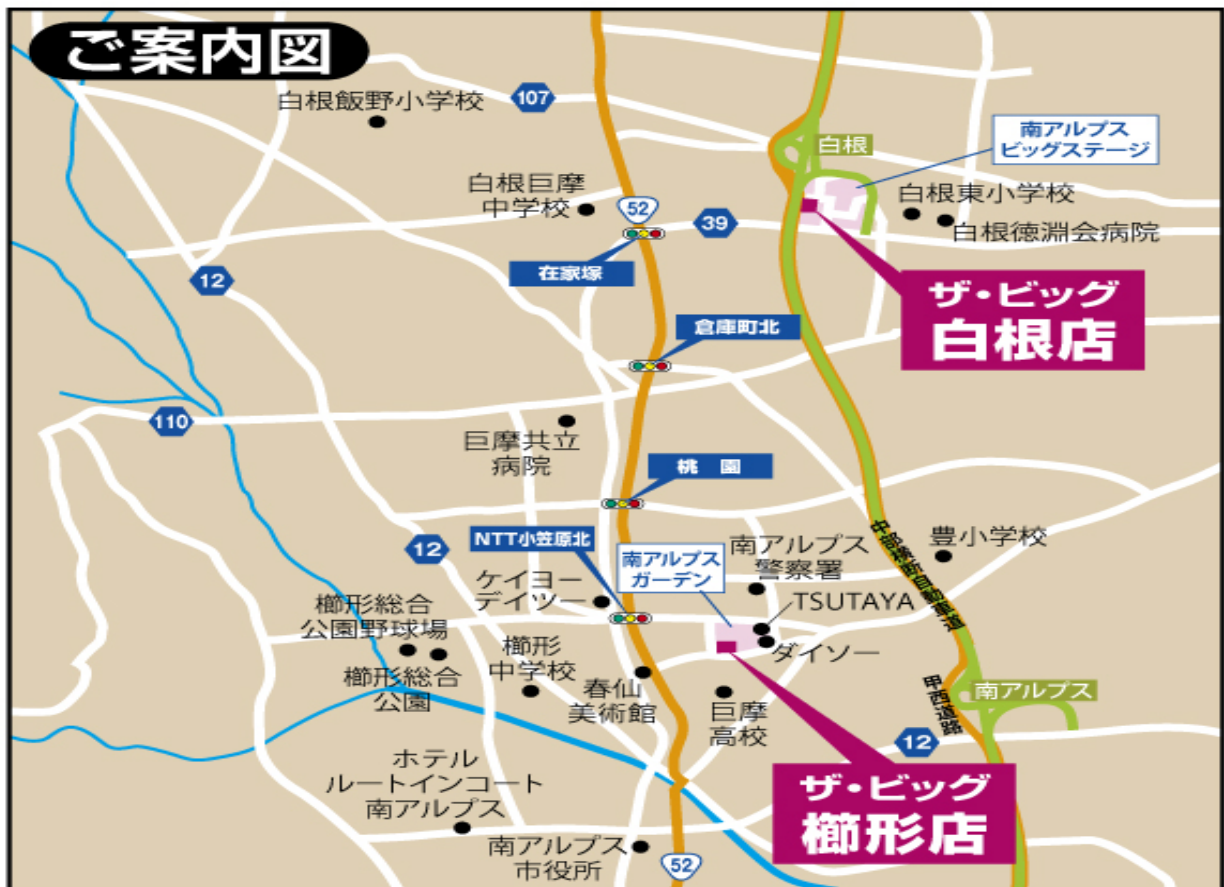 ご案内図
107
白根飯野小学校
白根
南アルプス
ビッグステージ
白根巨摩
中学校
52
39
白根東小学校
白根徳淵会病院
在家塚
12
ザ・ビッグ
白根店
倉庫町北
110
巨摩共立
病院
桃 園
中部横断自動車道
NTT小笠原北
12
南アルプス
ガーデン
南アルプス
警察署
豊小学校
ケイヨー
デイツー
TSUTAYA
櫛形総合
公園野球場
櫛形
中学校
ダイソー
櫛形総合
公園
春仙
美術館
巨摩
高校
南アルプス
甲西道路
12
ホテル
ルートインコート
南アルプス
ザ・ビッグ
櫛形店
南アルプス
市役所
52